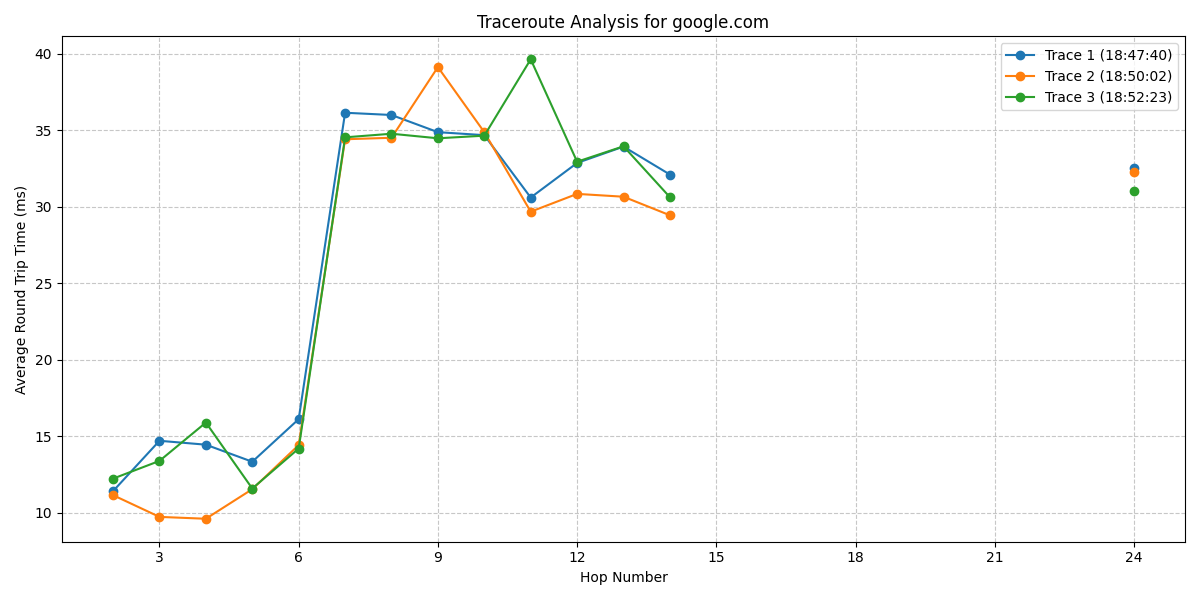 Traceroute Analysis for google.com
Trace 1 (18:47:40)
Trace 2 (18:50:02)
Trace 3 (18:52:23)
Average Round Trip Time (ms)
40
35
30
25
20
15
10
3 6 9 12 15 18 21 24
Hop Number